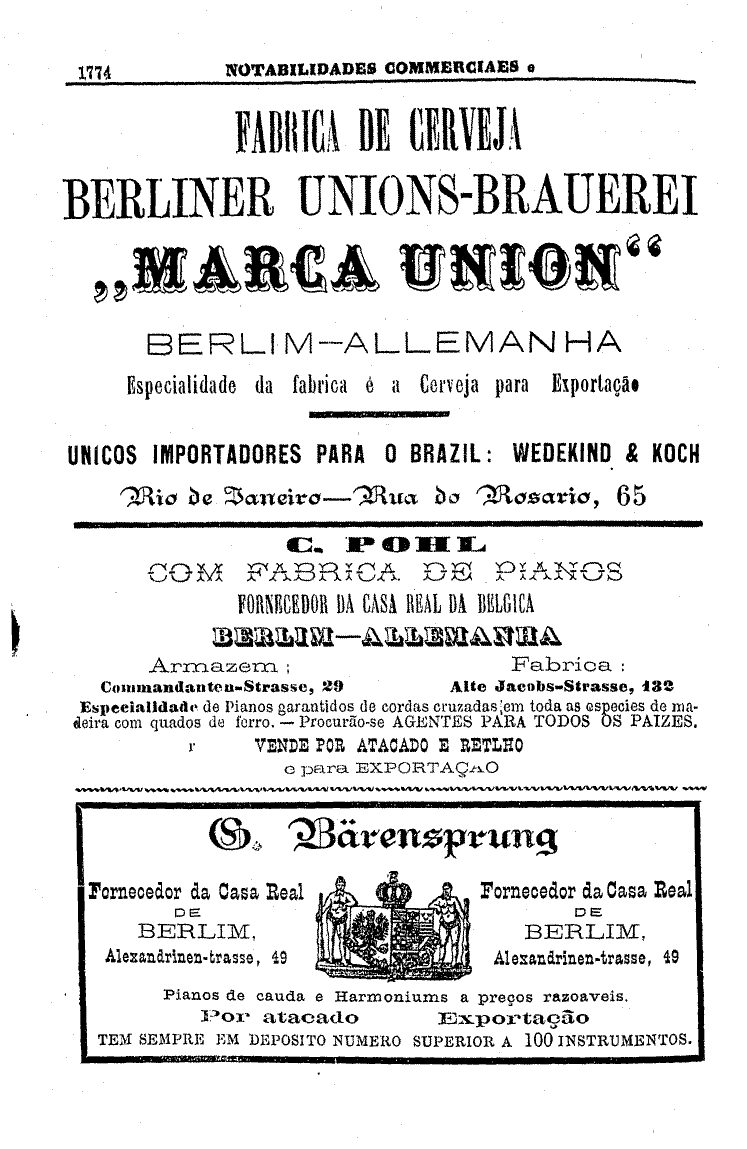 1774 NOTABILIDADES COMMERCIAES e
FABRICA DE CERVEJA
BERLINER UNIONS-BRAUEREI
„MARCA UNION“
BERLIM—ALLEMANHA
Especialidade da fabrica é a Cerveja para Exportação
UNICOS IMPORTADORES PARA O BRAZIL: WEDEKIND & KOCH
Rio de Janeiro—Rua do Rosario, 65
C. POHL
COM FABRICA DE PIANOS
FORNECEDOR DA CASA REAL DA BELGICA
BERLIM—ALLEMANHA
Armazem ; Fabrica :
Commandanten-Strasse, 29 Alte Jacobs-Strasse, 132
Especialidade de Pianos garantidos de cordas cruzadas em toda as especies de ma-
deira com quados de ferro. — Procurão-se AGENTES PARA TODOS OS PAIZES.
r VENDE POR ATACADO E RETLHO
e para EXPORTAÇAO
G. Bärensprung
Fornecedor da Casa Real Fornecedor da Casa Real
DE DE
BERLIM, BERLIM,
Alexandrinen-trasse, 49 Alexandrinen-trasse, 49
Pianos de cauda e Harmoniums a preços razoaveis.
Por atacado Exportação
TEM SEMPRE EM DEPOSITO NUMERO SUPERIOR A 100 INSTRUMENTOS.